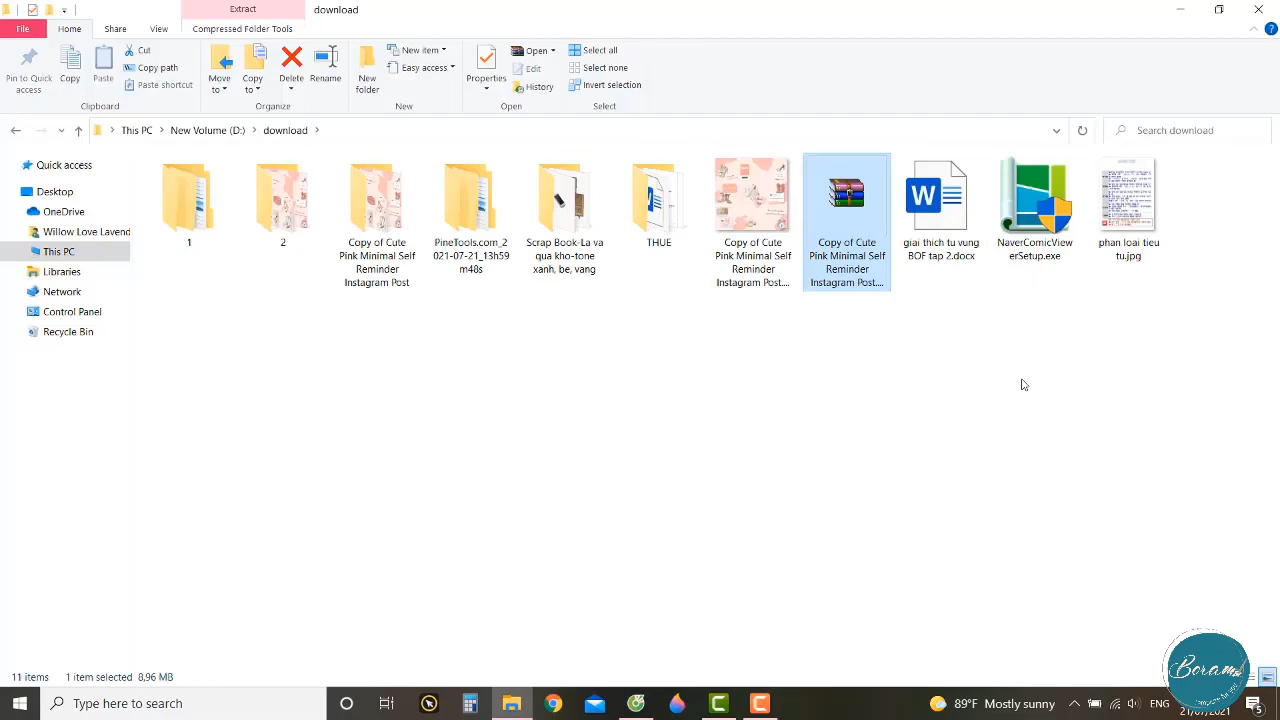 Extract
download
File
Home
Share
View
Compressed Folder Tools
Pin to Quick access
Copy
Paste
Cut
Copy path
Paste shortcut
Move to
Copy to
Delete
Rename
New folder
New item
Easy access
Properties
Open
Edit
History
Select all
Select none
Invert selection
Clipboard
Organize
New
Open
Select
This PC
New Volume (D:)
download
Search download
Quick access
Desktop
OneDrive
Willow Love Lavend
This PC
Libraries
Network
Control Panel
Recycle Bin
1
2
Copy of Cute
Pink Minimal Self
Reminder
Instagram Post
PineTools.com_2
021-07-21_13h59
m48s
Scrap Book-La va
qua kho-tone
xanh, be, vang
THUE
Copy of Cute
Pink Minimal Self
Reminder
Instagram Post....
Copy of Cute
Pink Minimal Self
Reminder
Instagram Post....
giai thich tu vung
BOF tap 2.docx
NaverComicView
erSetup.exe
phan loai tieu
tu.jpg
11 items
1 item selected 8,96 MB
Type here to search
89°F Mostly sunny
ENG
21/07/2021
5